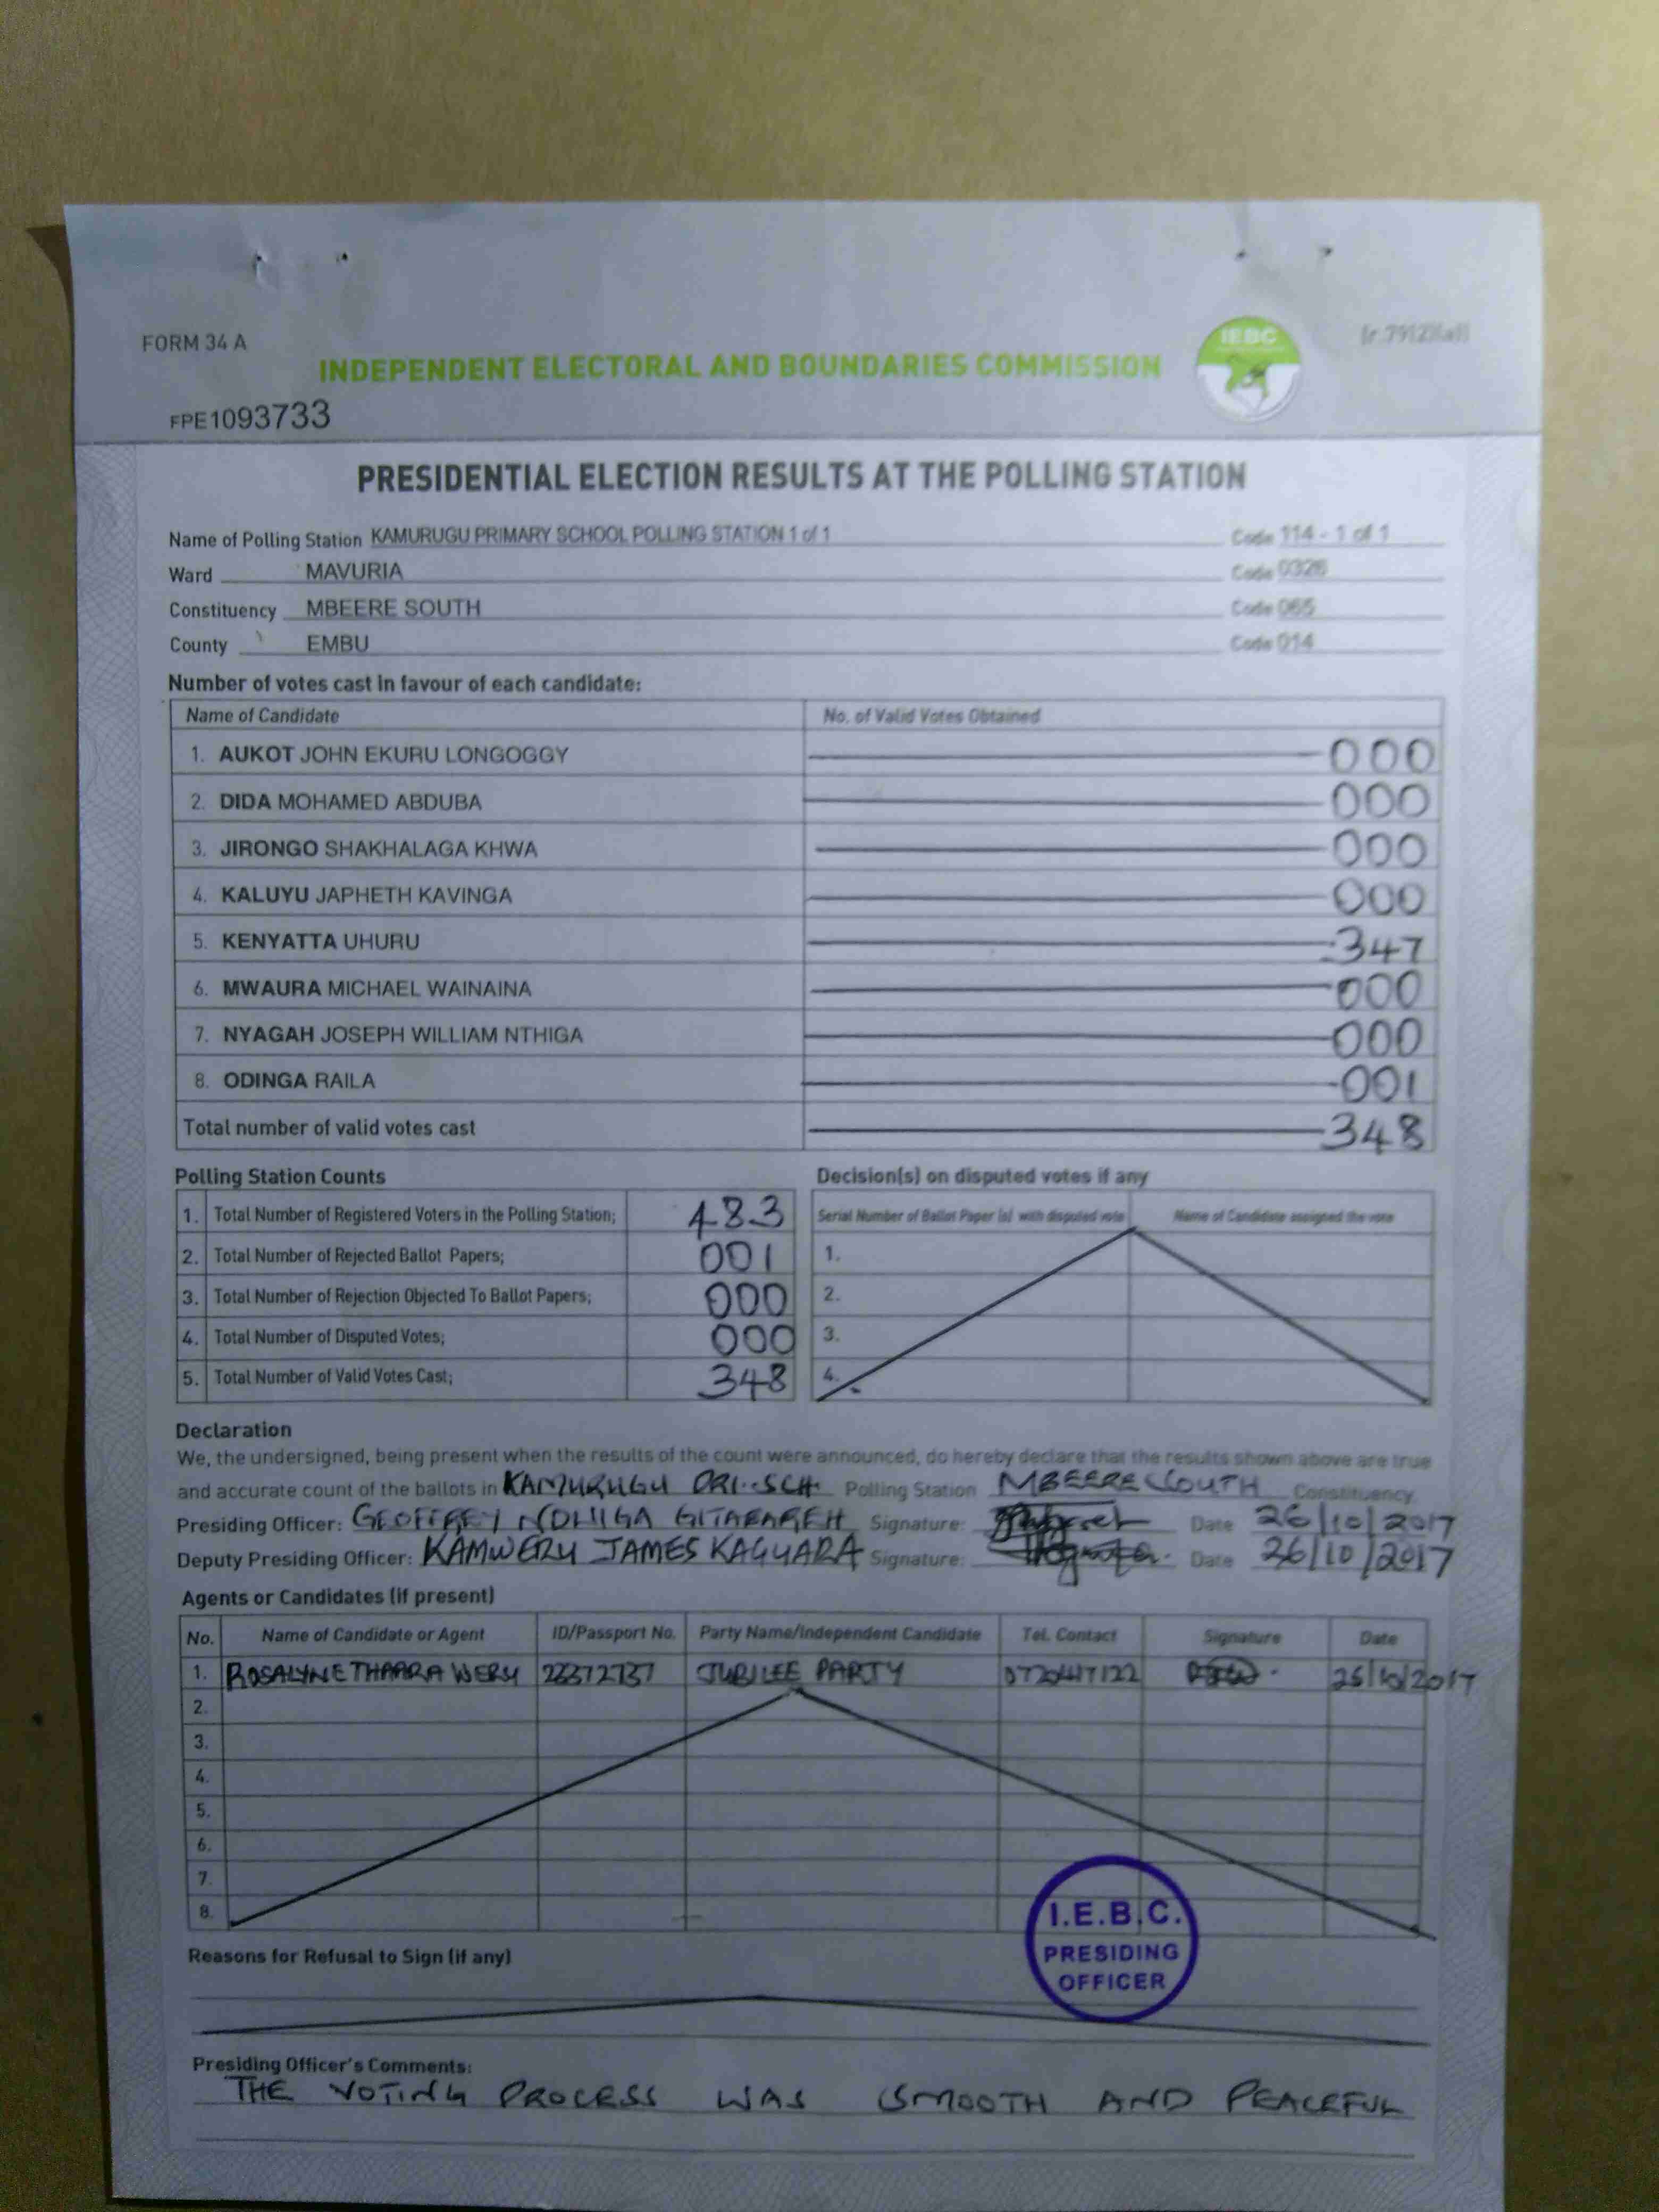 FORM 34 A
IEBC
INDEPENDENT ELECTORAL AND BOUNDARIES COMMISSION
FPE1093733
PRESIDENTIAL ELECTION RESULTS AT THE POLLING STATION
Name of Polling Station KAMURUGU PRIMARY SCHOOL POLLING STATION 1 of 1 Code 114 - 1 of 1
Ward MAVURIA Code 0326
Constituency MBEERE SOUTH Code 065
County EMBU Code 014
Number of votes cast in favour of each candidate:
Name of Candidate No. of Valid Votes Obtained
1. AUKOT JOHN EKURU LONGOGGY 000
2. DIDA MOHAMED ABDUBA 000
3. JIRONGO SHAKHALAGA KHWA 000
4. KALUYU JAPHETH KAVINGA 000
5. KENYATTA UHURU 347
6. MWAURA MICHAEL WAINAINA 000
7. NYAGAH JOSEPH WILLIAM NTHIGA 000
8. ODINGA RAILA 001
Total number of valid votes cast 348
Polling Station Counts
1. Total Number of Registered Voters in the Polling Station; 483
2. Total Number of Rejected Ballot Papers; 001
3. Total Number of Rejection Objected To Ballot Papers; 000
4. Total Number of Disputed Votes; 000
5. Total Number of Valid Votes Cast; 348
Decision(s) on disputed votes if any
Serial Number of Ballot Paper (s) with disputed vote Name of Candidate assigned the vote
1.
2.
3.
4.
Declaration
We, the undersigned, being present when the results of the count were announced, do hereby declare that the results shown above are true
and accurate count of the ballots in KAMURUGU PRI. SCH Polling Station MBEERE SOUTH Constituency
Presiding Officer: GEOFFREY Signature: Date 26/10/2017
Deputy Presiding Officer: KAMWERU JAMES KAGUARA Signature: Date 26/10/2017
Agents or Candidates (if present)
No. Name of Candidate or Agent ID/Passport No. Party Name/Independent Candidate Tel. Contact Signature Date
1. ROSALYNE WERU JUBILEE PARTY
2.
3.
4.
5.
6.
7.
8.
I.E.B.C.
PRESIDING
OFFICER
Reasons for Refusal to Sign (if any)
Presiding Officer's Comments:
THE VOTING PROCESS WAS SMOOTH AND PEACEFUL